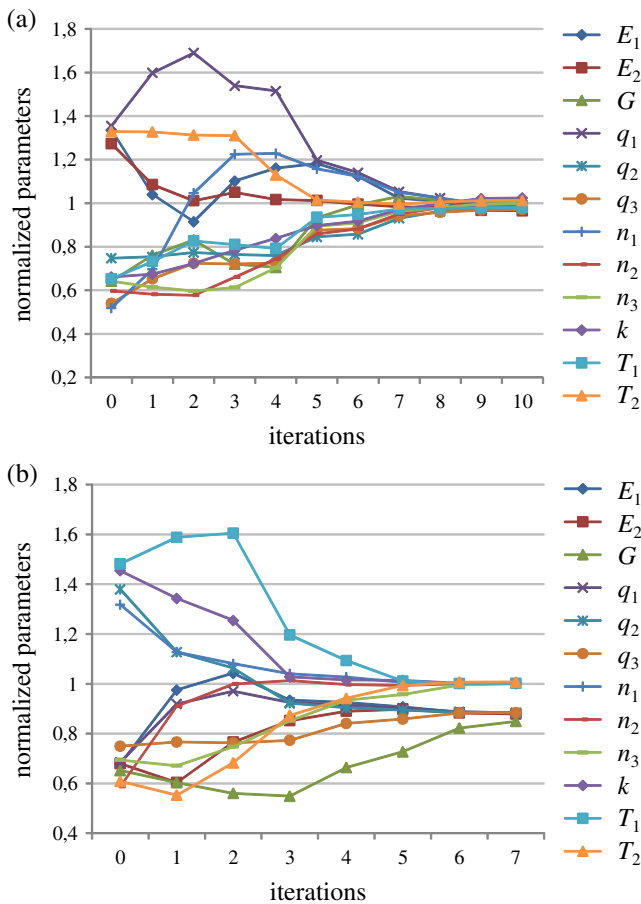 (a)
1,8
1,6
1,4
1,2
1
0,8
0,6
0,4
0,2
normalized parameters
0 1 2 3 4 5 6 7 8 9 10
iterations
E1
E2
G
q1
q2
q3
n1
n2
n3
k
T1
T2
(b)
1,8
1,6
1,4
1,2
1
0,8
0,6
0,4
normalized parameters
0 1 2 3 4 5 6 7
iterations
E1
E2
G
q1
q2
q3
n1
n2
n3
k
T1
T2